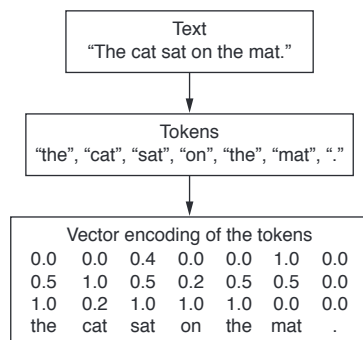 Text
“The cat sat on the mat.”
Tokens
“the”, “cat”, “sat”, “on”, “the”, “mat”, “.”
Vector encoding of the tokens
0.0 0.0 0.4 0.0 0.0 1.0 0.0
0.5 1.0 0.5 0.2 0.5 0.5 0.0
1.0 0.2 1.0 1.0 1.0 0.0 0.0
the cat sat on the mat .